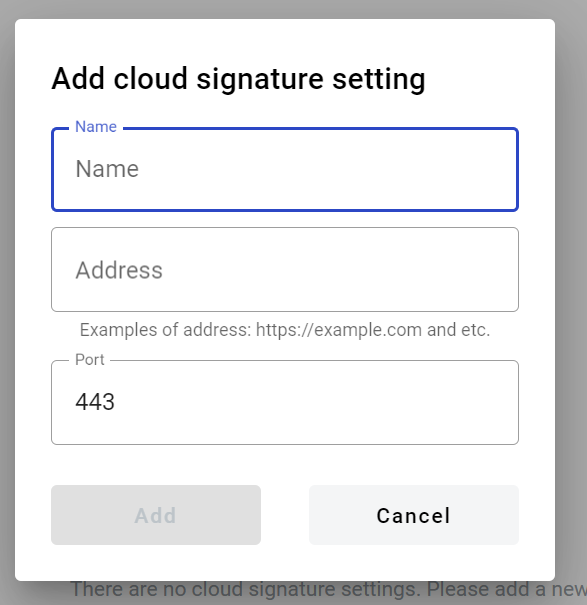 Add cloud signature setting
Name
Name
Address
Examples of address: https://example.com and etc.
Port
443
Add
Cancel
There are no cloud signature settings. Please add a new